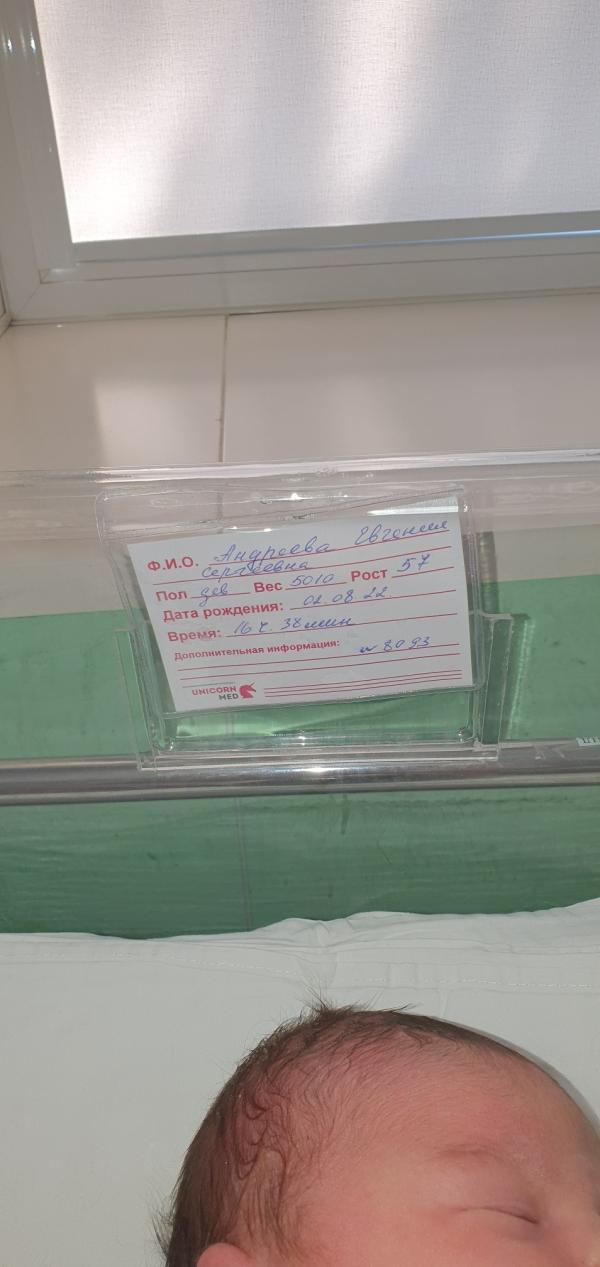 Ф.И.О. Андреева Евгения
Сергеевна
Пол дев Вес 5010 Рост 57
Дата рождения: 02.08.22.
Время: 16 ч. 38 мин
Дополнительная информация: № 8093
UNICORN
MED